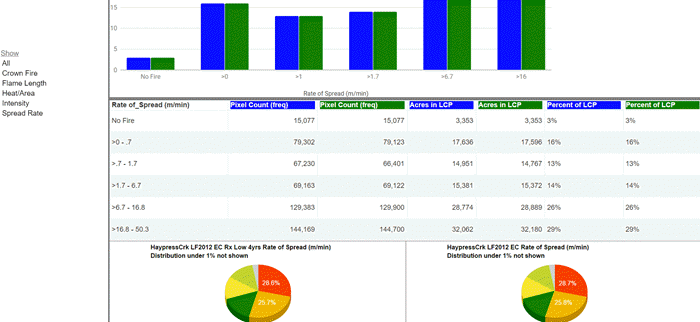 Show
All
Crown Fire
Flame Length
Heat/Area
Intensity
Spread Rate
15
10
5
0
No Fire >0 >1 >1.7 >6.7 >16
Rate of Spread (m/min)
Rate of_Spread (m/min) Pixel Count (freq) Pixel Count (freq) Acres in LCP Acres in LCP Percent of LCP Percent of LCP
No Fire 15,077 15,077 3,353 3,353 3% 3%
>0 - .7 79,302 79,123 17,636 17,596 16% 16%
>.7 - 1.7 67,230 66,401 14,951 14,767 13% 13%
>1.7 - 6.7 69,163 69,122 15,381 15,372 14% 14%
>6.7 - 16.8 129,383 129,900 28,774 28,889 26% 26%
>16.8 - 50.3 144,169 144,700 32,062 32,180 29% 29%
HaypressCrk LF2012 EC Rx Low 4yrs Rate of Spread (m/min)
Distribution under 1% not shown
28.6%
25.7%
HaypressCrk LF2012 EC Rate of Spread (m/min)
Distribution under 1% not shown
28.7%
25.8%